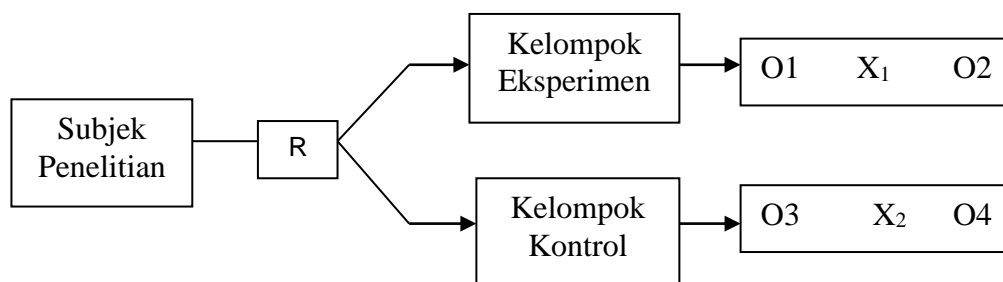 Subjek
Penelitian
R
Kelompok
Eksperimen
O1 X₁ O2
Kelompok
Kontrol
O3 X₂ O4